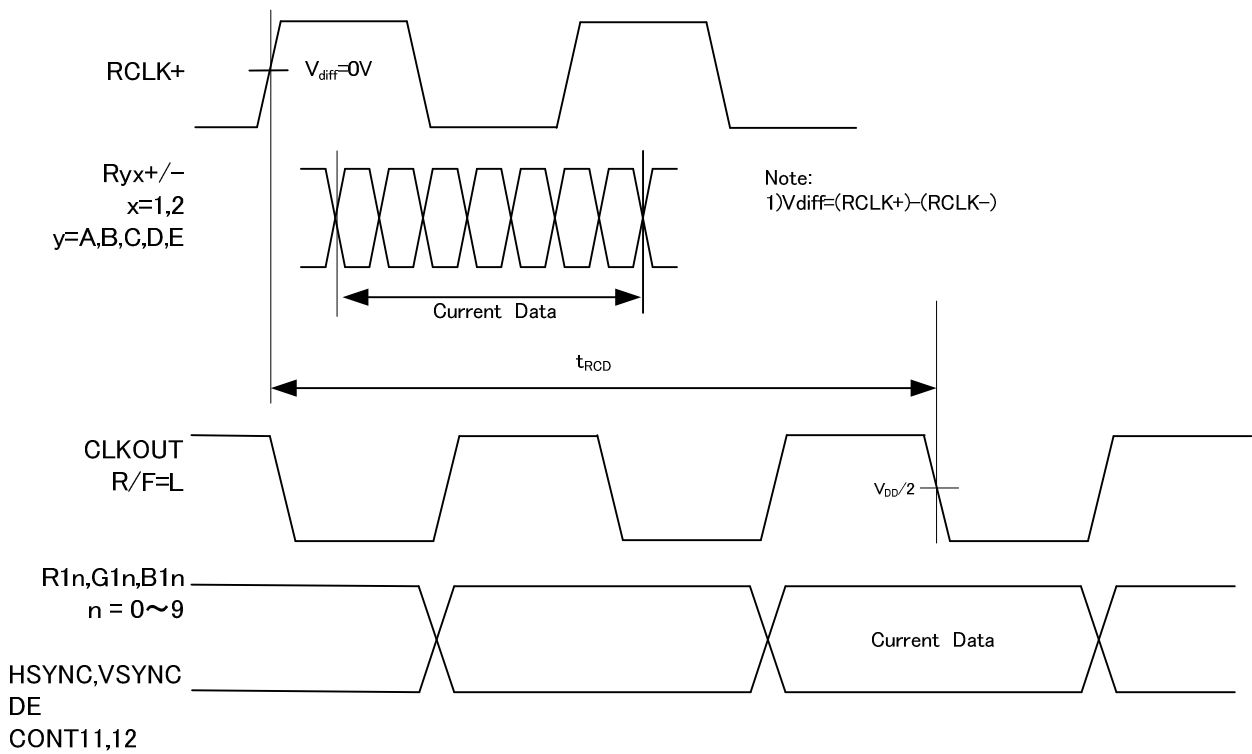 RCLK+
Vdiff=0V
Ryx+/-
x=1,2
y=A,B,C,D,E
Note:
1)Vdiff=(RCLK+)-(RCLK-)
Current Data
tRCD
CLKOUT
R/F=L
VDD/2
R1n,G1n,B1n
n = 0～9
Current Data
HSYNC,VSYNC
DE
CONT11,12